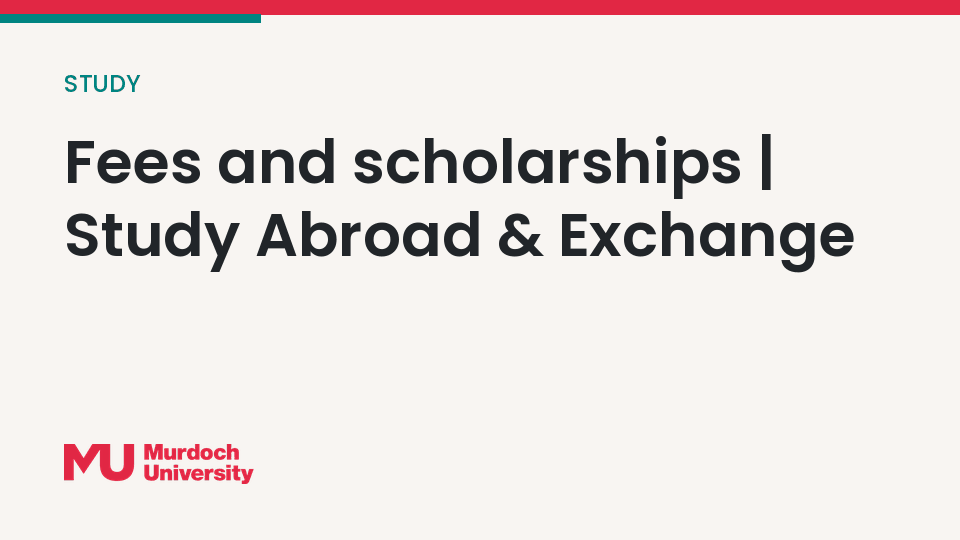 STUDY
Fees and scholarships |
Study Abroad & Exchange
MU Murdoch
University